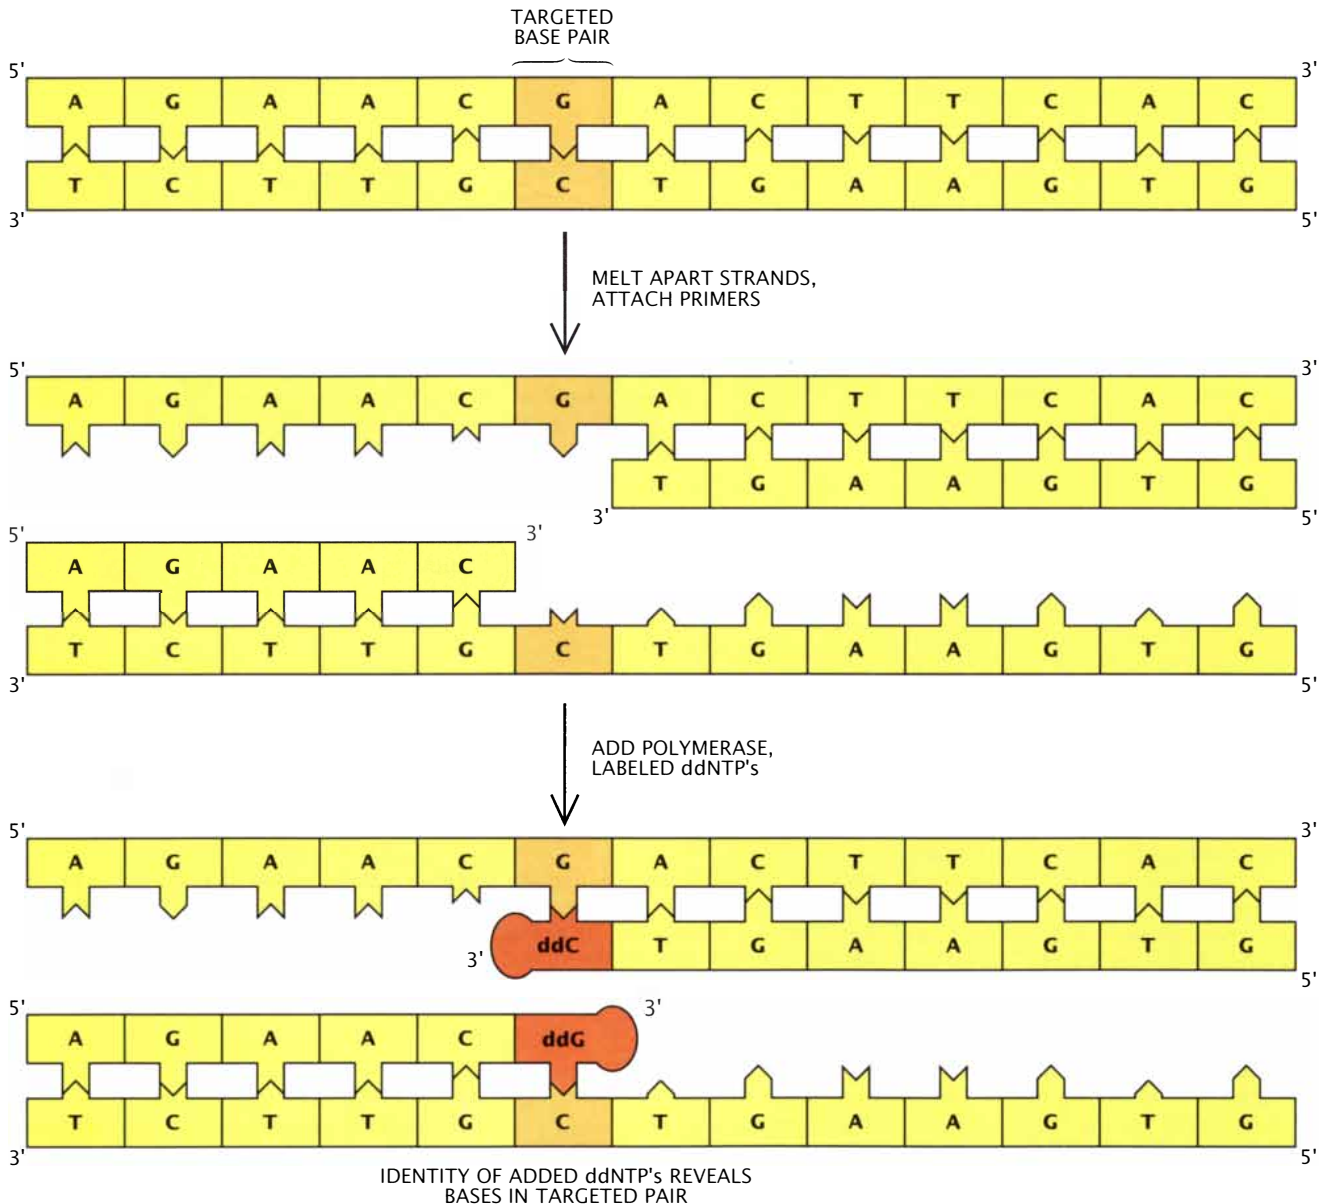 TARGETED
BASE PAIR
5' 3'
A G A A C G A C T T C A C
T C T T G C T G A A G T G
3' 5'
MELT APART STRANDS,
ATTACH PRIMERS
5' 3'
A G A A C G A C T T C A C
T G A A G T G
3' 5'
5' 3'
A G A A C
T C T T G C T G A A G T G
3' 5'
ADD POLYMERASE,
LABELED ddNTP's
5' 3'
A G A A C G A C T T C A C
3' ddC T G A A G T G
5'
5' 3'
A G A A C ddG
T C T T G C T G A A G T G
3' 5'
IDENTITY OF ADDED ddNTP's REVEALS
BASES IN TARGETED PAIR